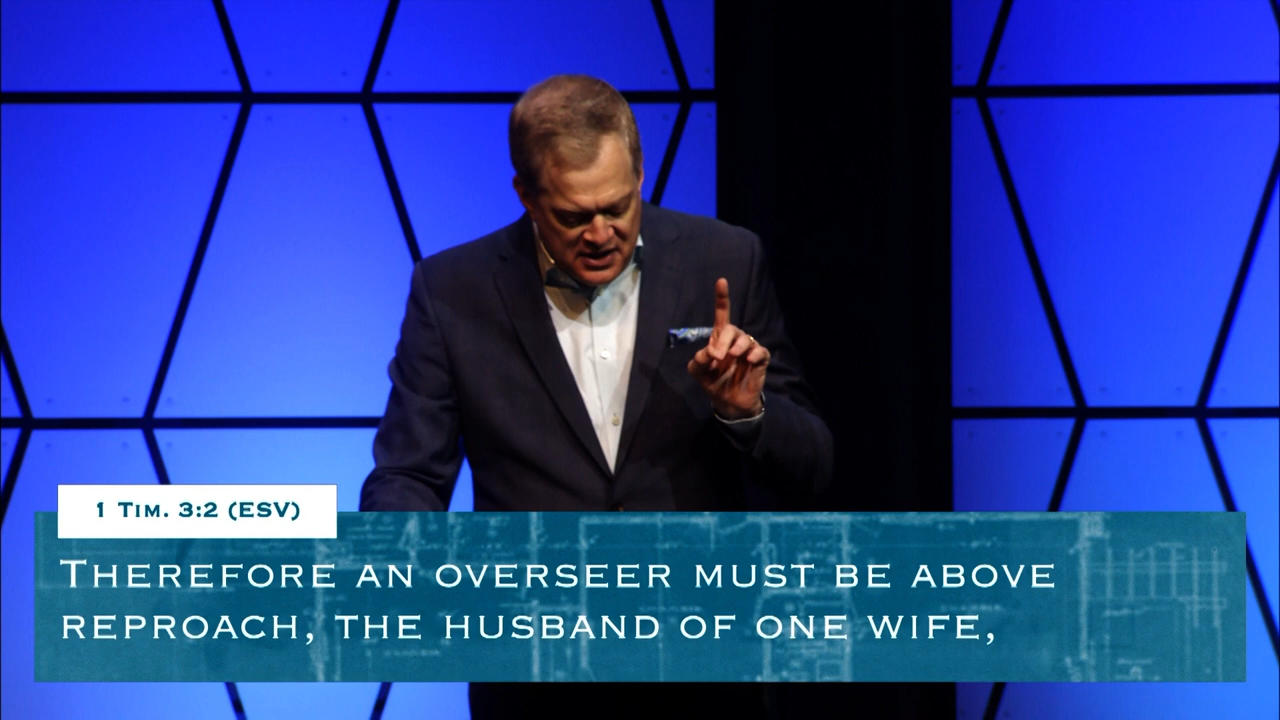 1 Tim. 3:2 (ESV)
Therefore an overseer must be above
reproach, the husband of one wife,